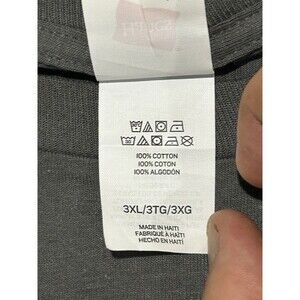 100% COTTON
100% COTON
100% ALGODÓN
3XL/3TG/3XG
MADE IN HAITI
FABRIQUÉ À HAÏTI
HECHO EN HAITÍ